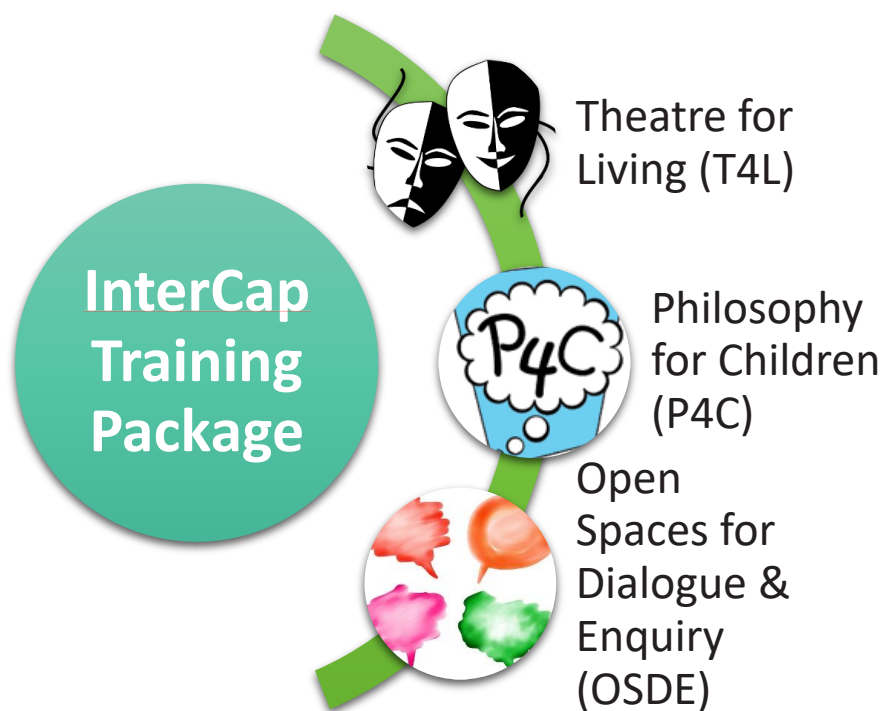 InterCap
Training
Package
Theatre for
Living (T4L)
P4C
Philosophy
for Children
(P4C)
Open
Spaces for
Dialogue &
Enquiry
(OSDE)